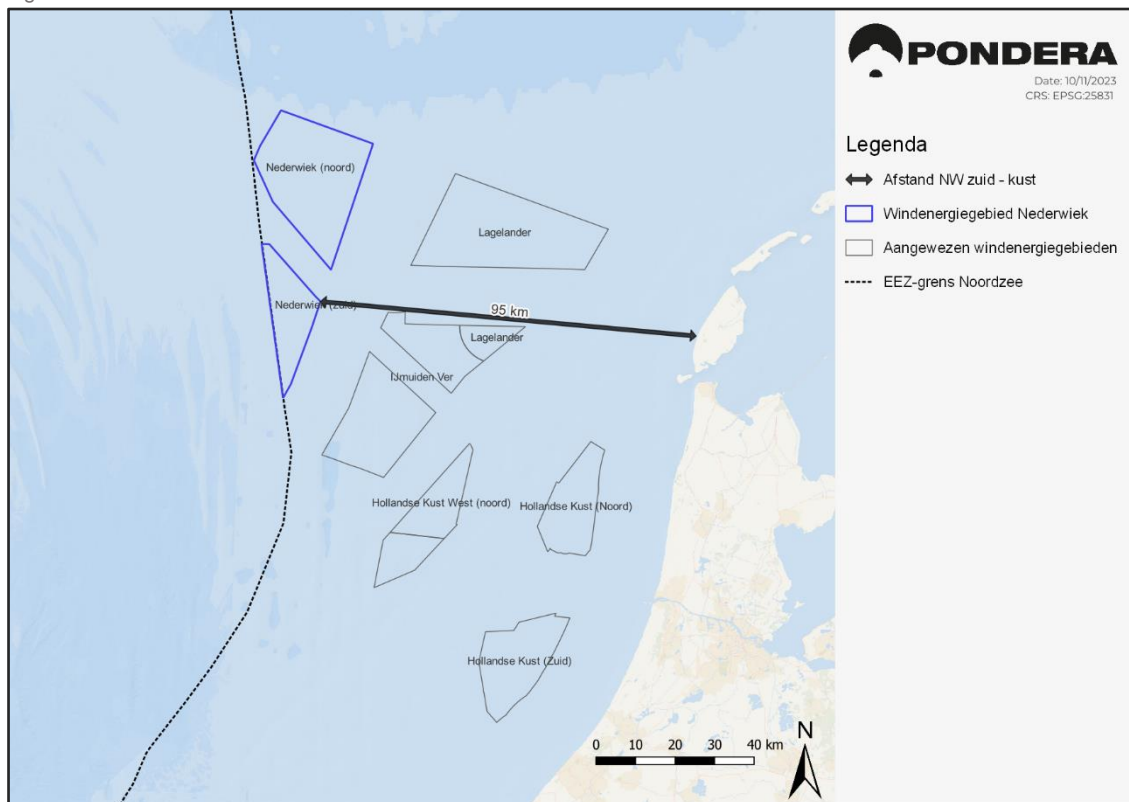 PONDERA
Date: 10/11/2023
CRS: EPSG:25831
Legenda
Afstand NW zuid - kust
Windenergiegebied Nederwiek
Aangewezen windenergiegebieden
EEZ-grens Noordzee
Nederwiek (noord)
Lagelander
Nederwiek (zuid)
95 km
Lagelander
IJmuiden Ver
Hollandse Kust West (noord)
Hollandse Kust (Noord)
Hollandse Kust (Zuid)
N
0 10 20 30 40 km